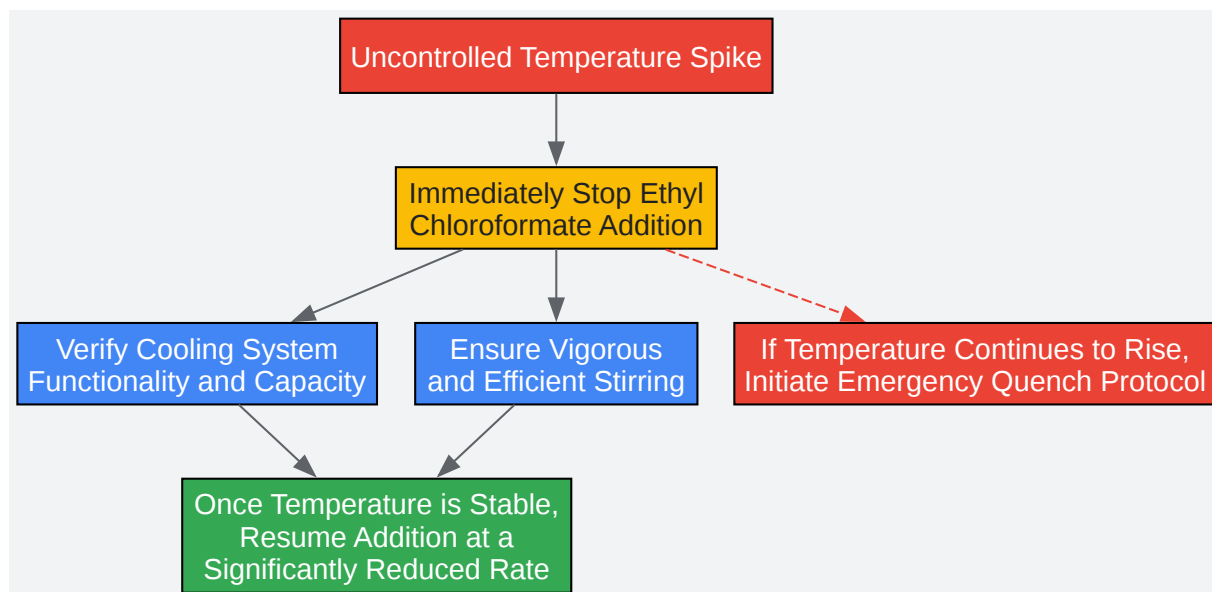 Uncontrolled Temperature Spike
Immediately Stop Ethyl
Chloroformate Addition
Verify Cooling System
Functionality and Capacity
Ensure Vigorous
and Efficient Stirring
If Temperature Continues to Rise,
Initiate Emergency Quench Protocol
Once Temperature is Stable,
Resume Addition at a
Significantly Reduced Rate